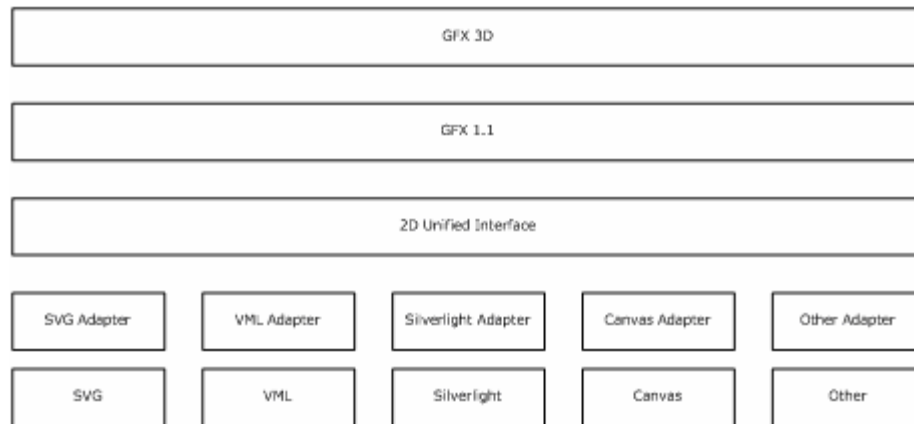 GFX 3D
GFX 1.1
2D Unified Interface
SVG Adapter VML Adapter Silverlight Adapter Canvas Adapter Other Adapter
SVG VML Silverlight Canvas Other